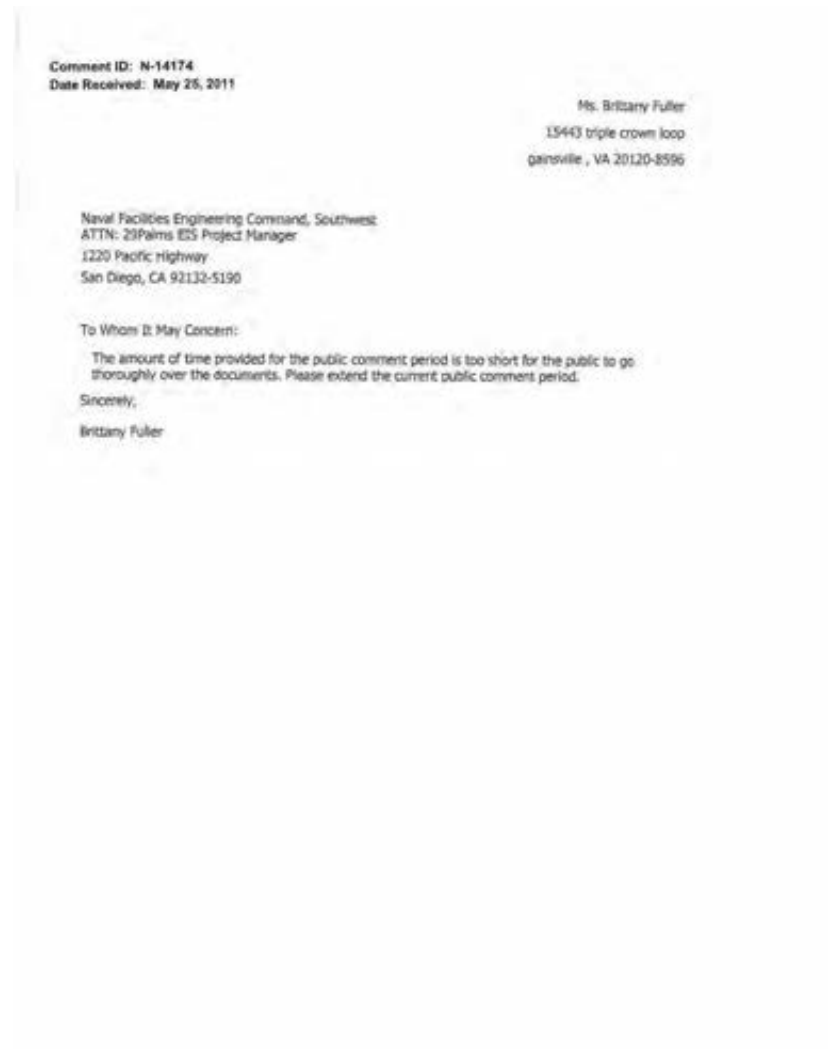 Comment ID: N-14174
Date Received: May 25, 2011
Ms. Brittany Fuller
15443 triple crown loop
gainsville , VA 20120-8596
Naval Facilities Engineering Command, Southwest
ATTN: 29Palms EIS Project Manager
1220 Pacific Highway
San Diego, CA 92132-5190
To Whom It May Concern:
The amount of time provided for the public comment period is too short for the public to go
thoroughly over the documents. Please extend the current public comment period.
Sincerely,
Brittany Fuller